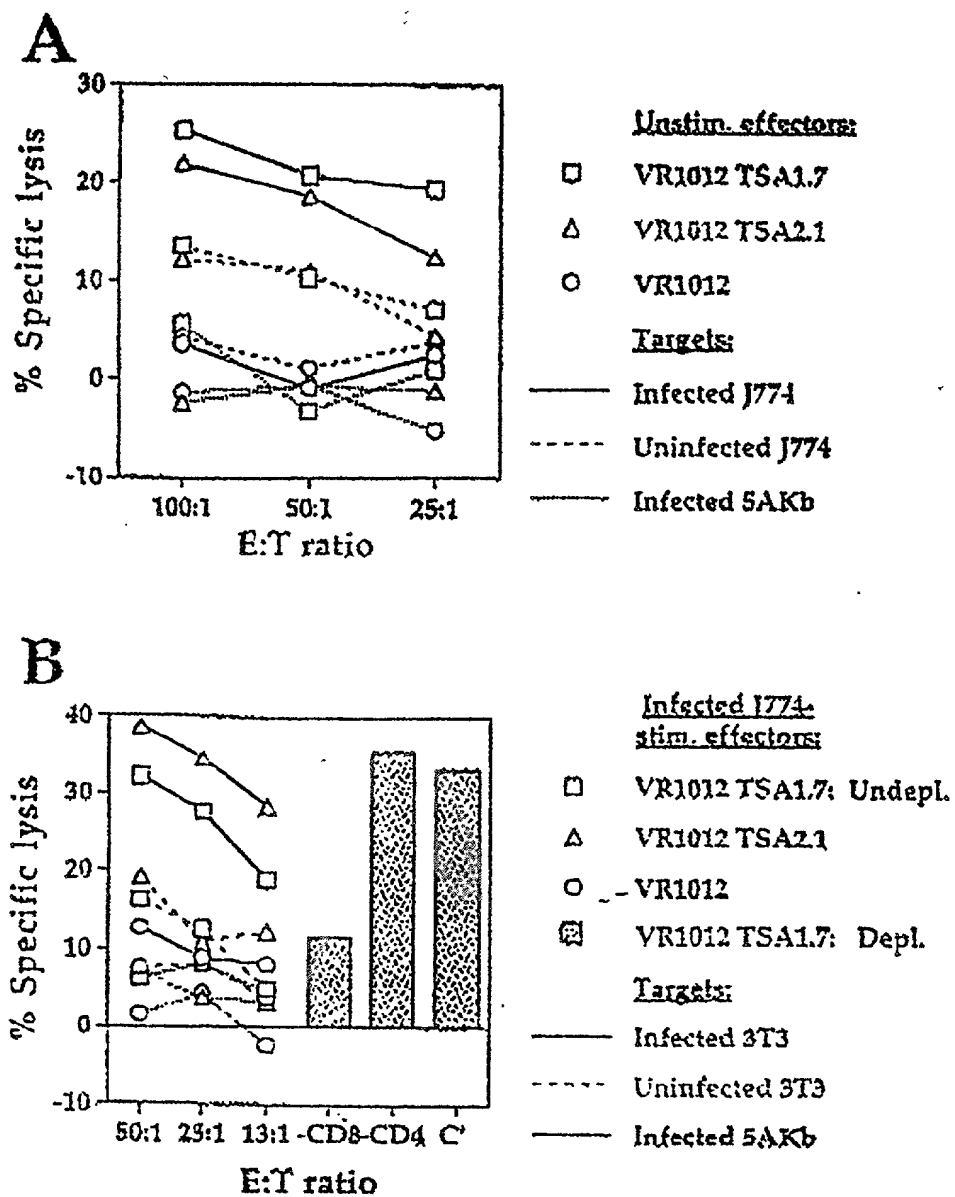 A
30
20
10
0
-10
% Specific lysis
100:1 50:1 25:1
E:T ratio
Unstim. effectors:
VR1012 TSA1.7
VR1012 TSA2.1
VR1012
Targets:
Infected J774
Uninfected J774
Infected 5AKb
B
40
30
20
10
0
-10
% Specific lysis
50:1 25:1 13:1 -CD8 -CD4 C'
E:T ratio
Infected J774-
stim. effectors:
VR1012 TSA1.7: Undepl.
VR1012 TSA2.1
VR1012
VR1012 TSA1.7: Depl.
Targets:
Infected 3T3
Uninfected 3T3
Infected 5AKb